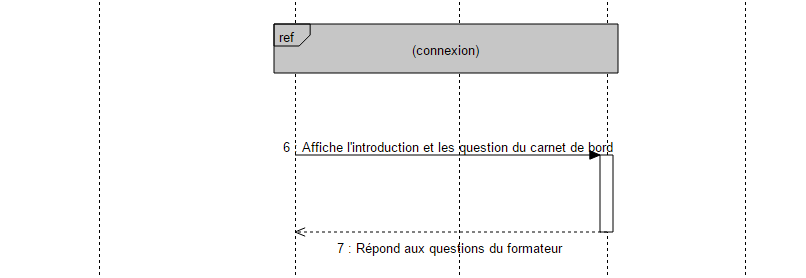 ref
(connexion)
6 : Affiche l'introduction et les question du carnet de bord
7 : Répond aux questions du formateur